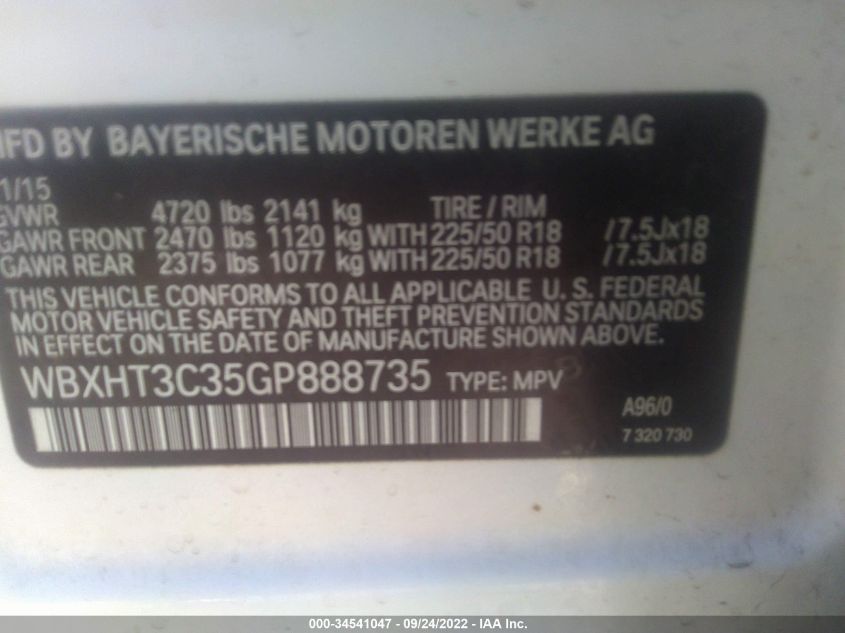 MFD BY BAYERISCHE MOTOREN WERKE AG
1/15
GVWR 4720 lbs 2141 kg TIRE / RIM
GAWR FRONT 2470 lbs 1120 kg WITH 225/50 R18 / 7.5Jx18
GAWR REAR 2375 lbs 1077 kg WITH 225/50 R18 / 7.5Jx18
THIS VEHICLE CONFORMS TO ALL APPLICABLE U. S. FEDERAL
MOTOR VEHICLE SAFETY AND THEFT PREVENTION STANDARDS
IN EFFECT ON THE DATE OF MANUFACTURE SHOWN ABOVE.
WBXHT3C35GP888735 TYPE: MPV
A96/0
7 320 730
000-34541047 - 09/24/2022 - IAA Inc.